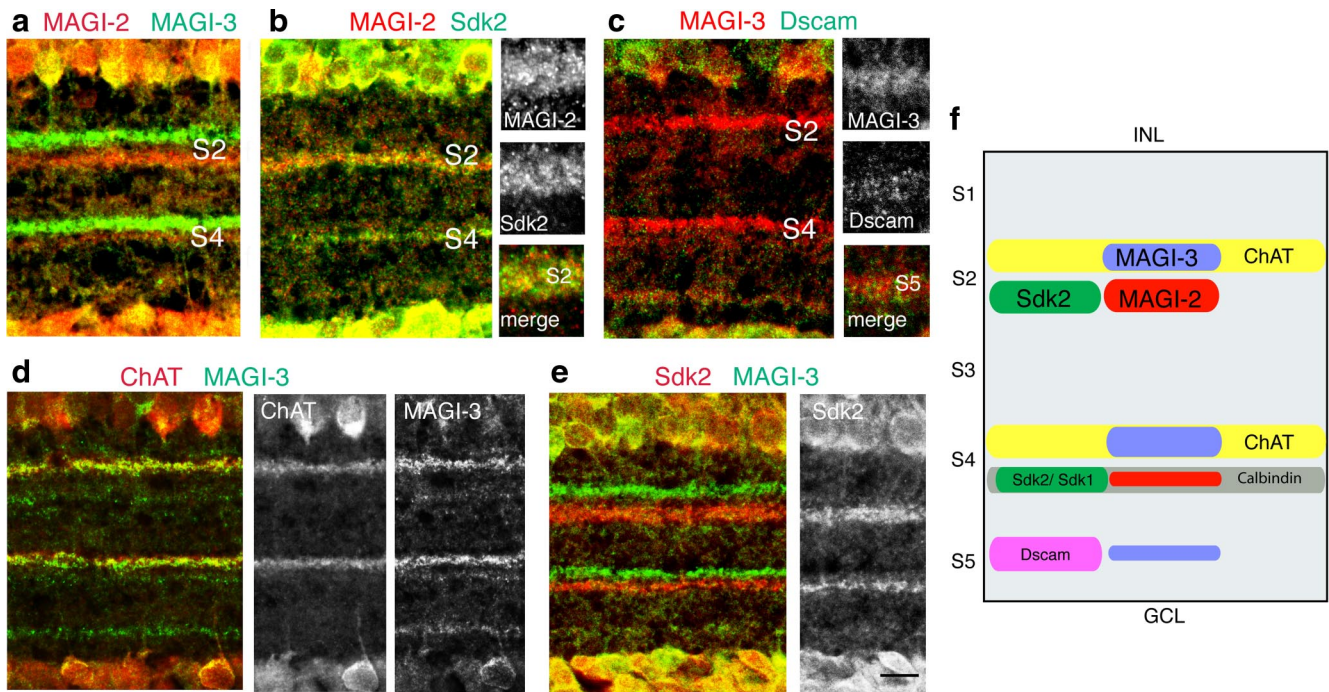 a MAGI-2 MAGI-3
S2
S4
b MAGI-2 Sdk2
S2
S4
MAGI-2
Sdk2
S2
merge
c MAGI-3 Dscam
S2
S4
MAGI-3
Dscam
S5
merge
d ChAT MAGI-3
ChAT
MAGI-3
e Sdk2 MAGI-3
Sdk2
f
INL
S1
S2
MAGI-3
ChAT
Sdk2
MAGI-2
S3
S4
ChAT
Sdk2/ Sdk1
Calbindin
S5
Dscam
GCL